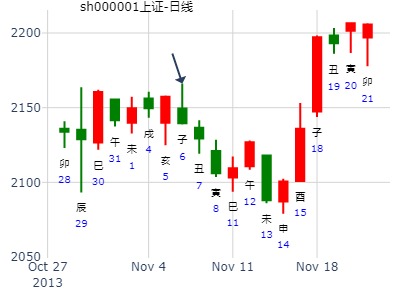 sh000001上证-日线
2200
2150
2100
2050
卯
28
辰
29
巳
30
午
31
未
1
戌
4
亥
5
子
6
丑
7
寅
8
巳
11
午
12
未
13
申
14
酉
15
子
18
丑
19
寅
20
卯
21
Oct 27
2013
Nov 4
Nov 11
Nov 18